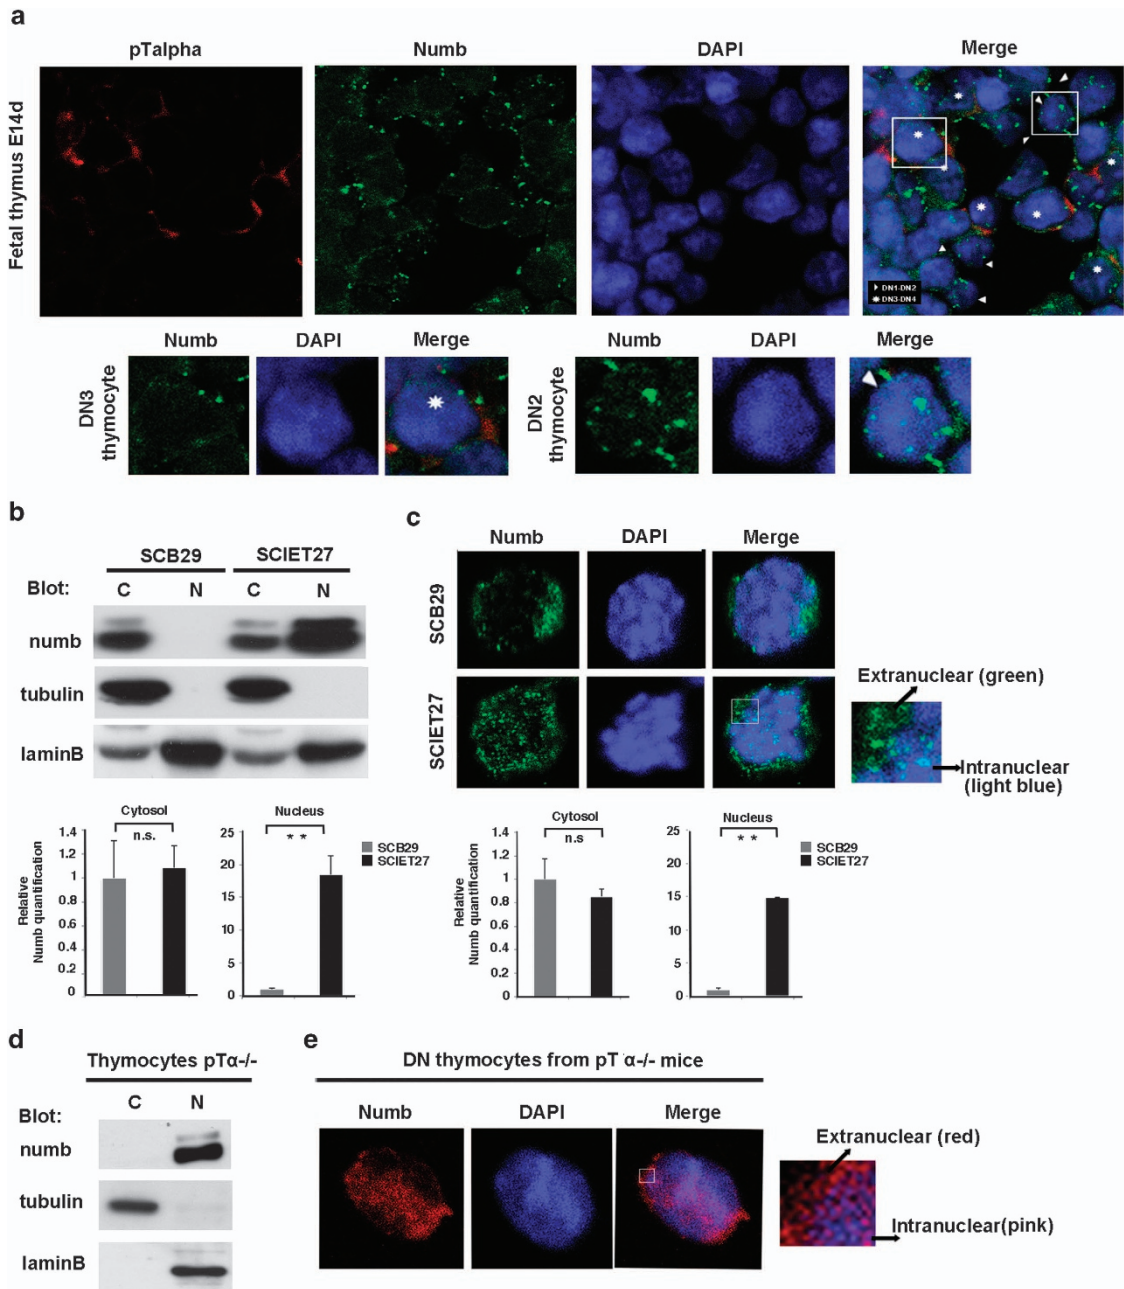 a
pTalpha Numb DAPI Merge
Fetal thymus E14d
DN1-DN2
DN3-DN4
Numb DAPI Merge Numb DAPI Merge
DN3
thymocyte
DN2
thymocyte
b
SCB29 SCIET27
Blot: C N C N
numb
tubulin
laminB
Cytosol Nucleus
n.s. **
SCB29
SCIET27
Relative
Numb quantification
1.4
1.2
1
0.8
0.6
0.4
0.2
0
25
20
15
10
5
0
c
Numb DAPI Merge
SCB29
SCIET27
Extranuclear (green)
Intranuclear
(light blue)
Cytosol Nucleus
n.s **
SCB29
SCIET27
Relative
Numb quantification
1.4
1.2
1
0.8
0.6
0.4
0.2
0
25
20
15
10
5
0
d
Thymocytes pTα-/-
C N
Blot:
numb
tubulin
laminB
e
DN thymocytes from pT α-/- mice
Numb DAPI Merge
Extranuclear (red)
Intranuclear(pink)